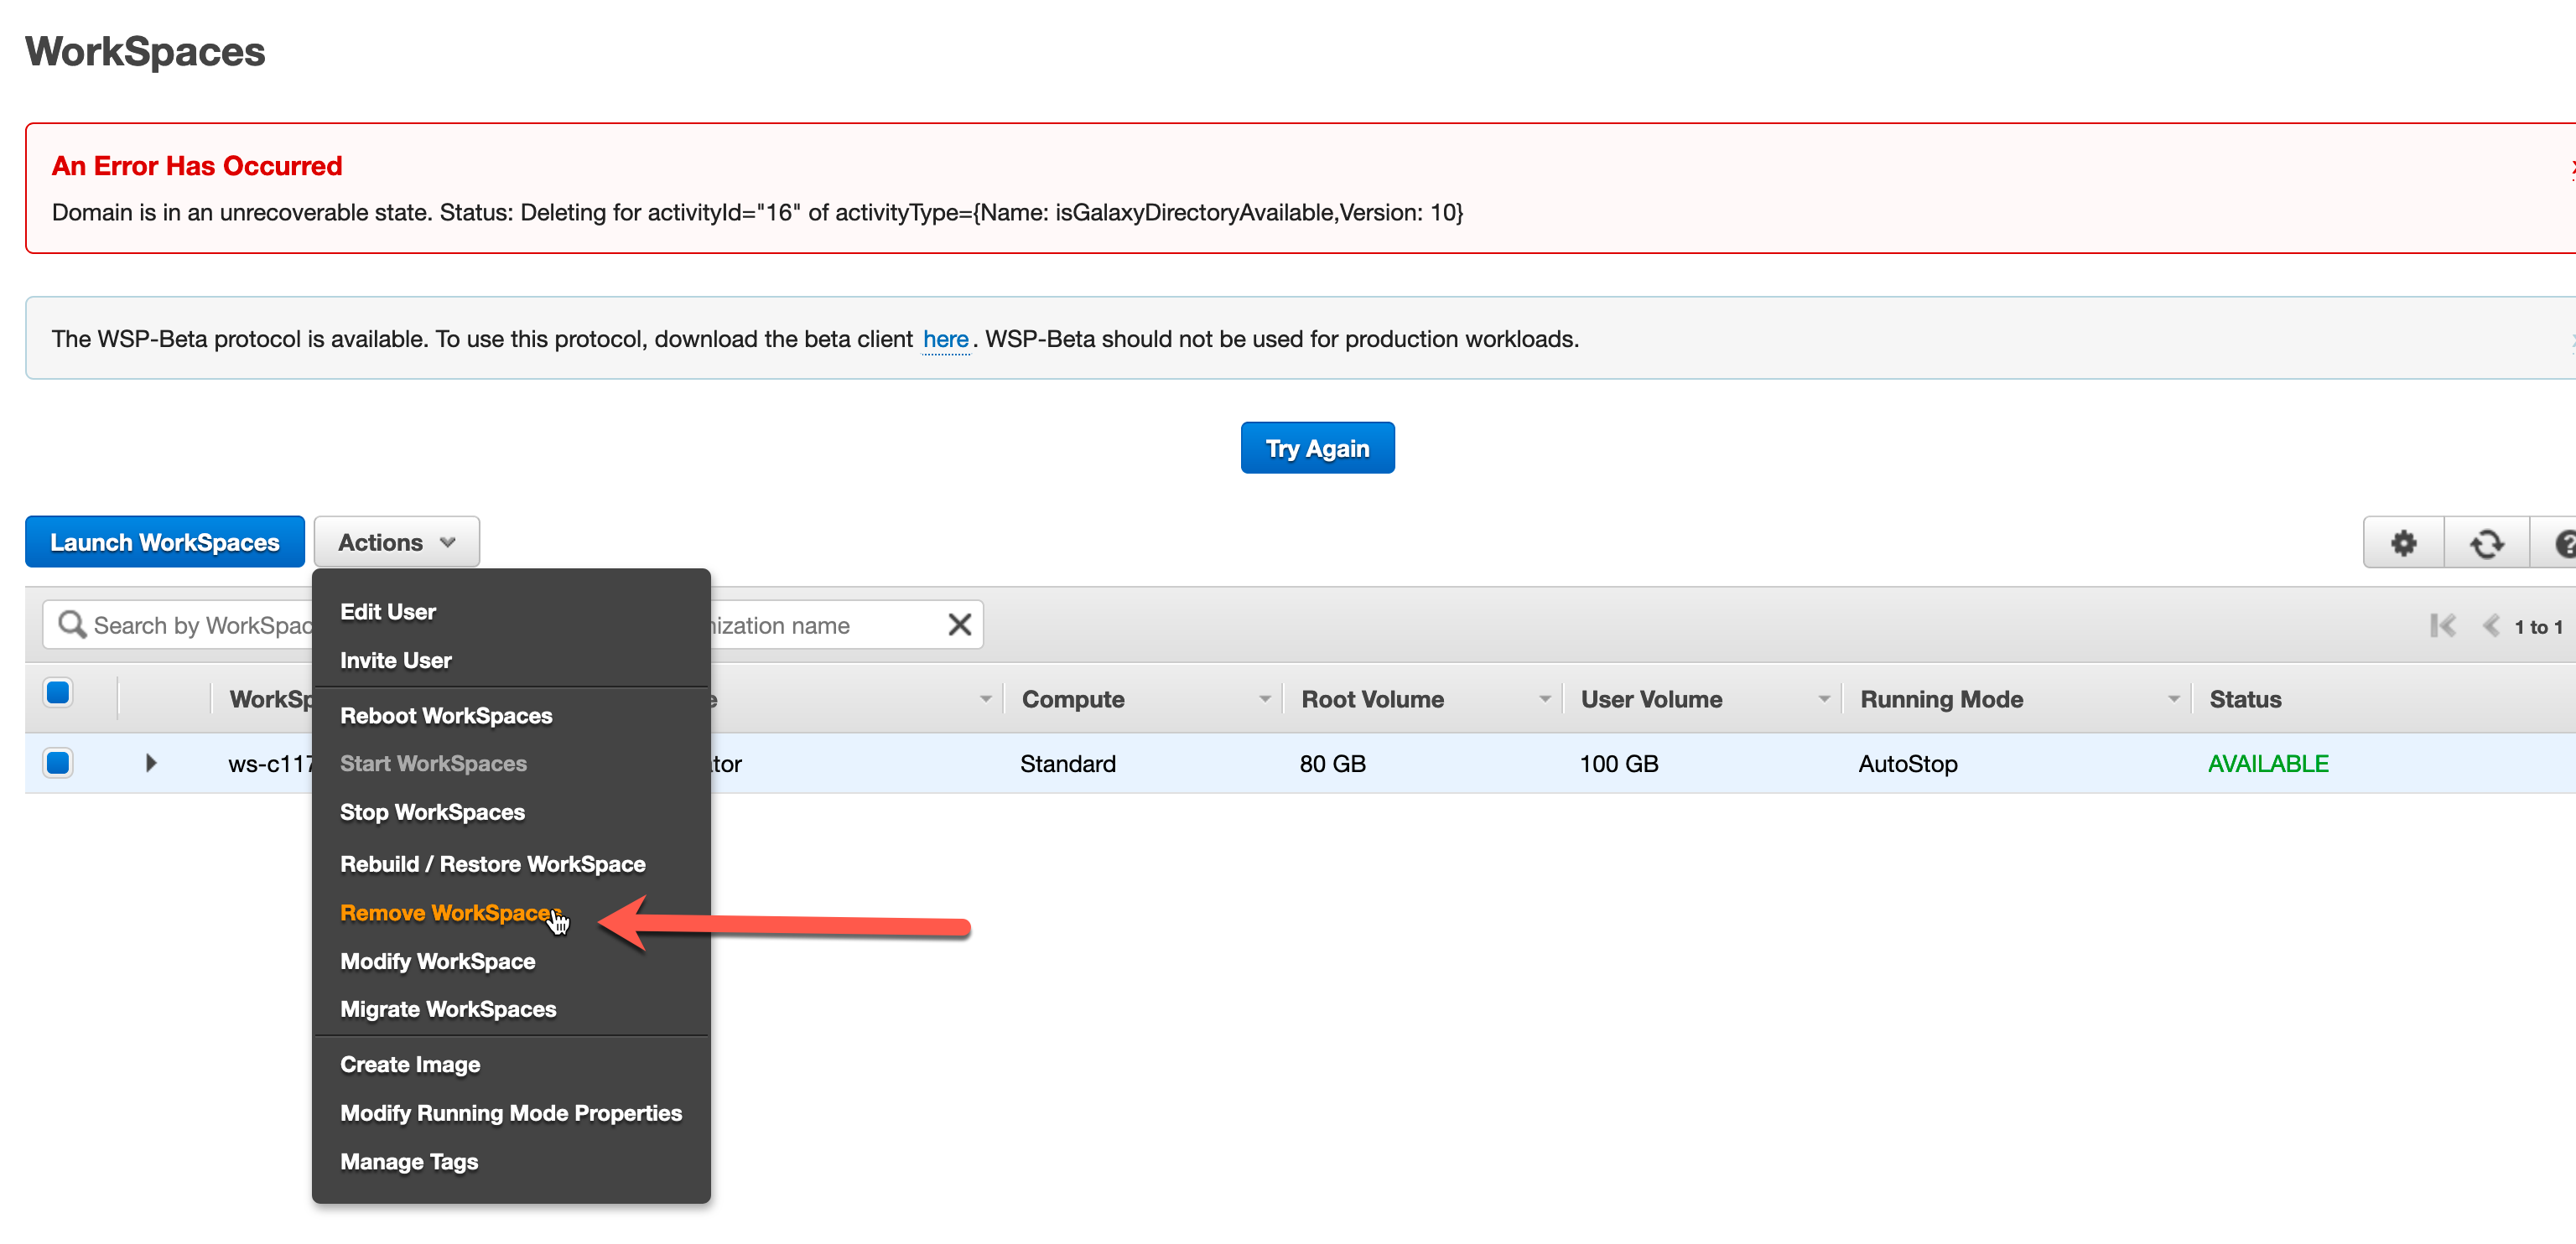 WorkSpaces
An Error Has Occurred
Domain is in an unrecoverable state. Status: Deleting for activityId="16" of activityType={Name: isGalaxyDirectoryAvailable,Version: 10}
The WSP-Beta protocol is available. To use this protocol, download the beta client here. WSP-Beta should not be used for production workloads.
Try Again
Launch WorkSpaces Actions
Search by WorkSpac nization name 1 to 1
WorkSp e Compute Root Volume User Volume Running Mode Status
ws-c117 ator Standard 80 GB 100 GB AutoStop AVAILABLE
Edit User
Invite User
Reboot WorkSpaces
Start WorkSpaces
Stop WorkSpaces
Rebuild / Restore WorkSpace
Remove WorkSpaces
Modify WorkSpace
Migrate WorkSpaces
Create Image
Modify Running Mode Properties
Manage Tags